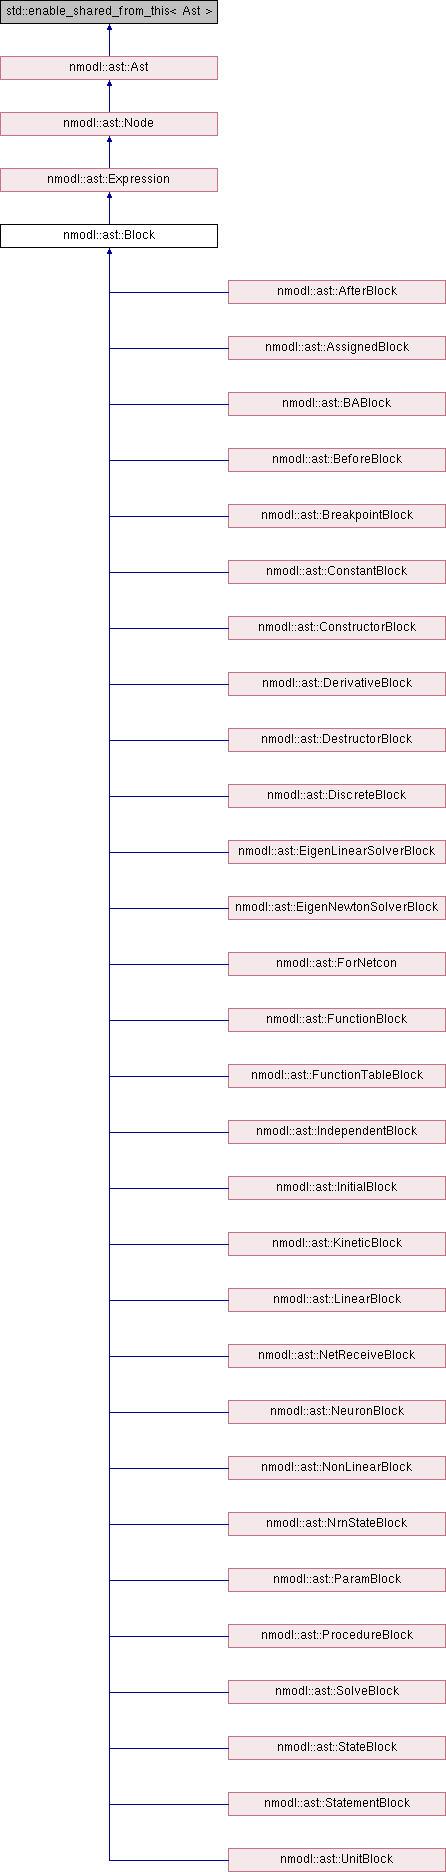 std::enable_shared_from_this< Ast >
nmodl::ast::Ast
nmodl::ast::Node
nmodl::ast::Expression
nmodl::ast::Block
nmodl::ast::AfterBlock
nmodl::ast::AssignedBlock
nmodl::ast::BABlock
nmodl::ast::BeforeBlock
nmodl::ast::BreakpointBlock
nmodl::ast::ConstantBlock
nmodl::ast::ConstructorBlock
nmodl::ast::DerivativeBlock
nmodl::ast::DestructorBlock
nmodl::ast::DiscreteBlock
nmodl::ast::EigenLinearSolverBlock
nmodl::ast::EigenNewtonSolverBlock
nmodl::ast::ForNetcon
nmodl::ast::FunctionBlock
nmodl::ast::FunctionTableBlock
nmodl::ast::IndependentBlock
nmodl::ast::InitialBlock
nmodl::ast::KineticBlock
nmodl::ast::LinearBlock
nmodl::ast::NetReceiveBlock
nmodl::ast::NeuronBlock
nmodl::ast::NonLinearBlock
nmodl::ast::NrnStateBlock
nmodl::ast::ParamBlock
nmodl::ast::ProcedureBlock
nmodl::ast::SolveBlock
nmodl::ast::StateBlock
nmodl::ast::StatementBlock
nmodl::ast::UnitBlock